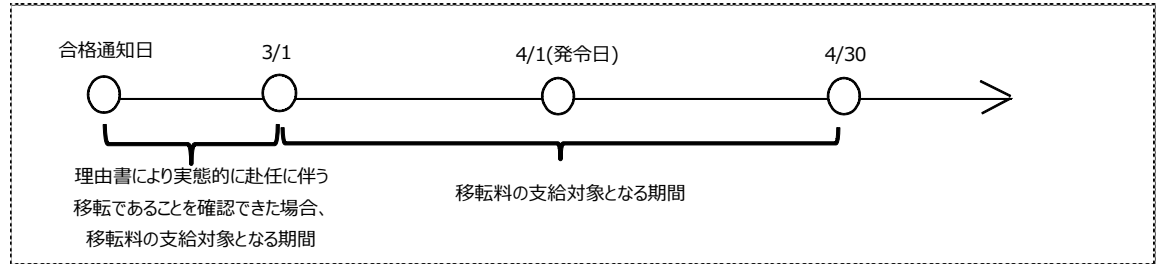 合格通知日
3/1
4/1(発令日)
4/30
理由書により実態的に赴任に伴う
移転であることを確認できた場合、
移転料の支給対象となる期間
移転料の支給対象となる期間